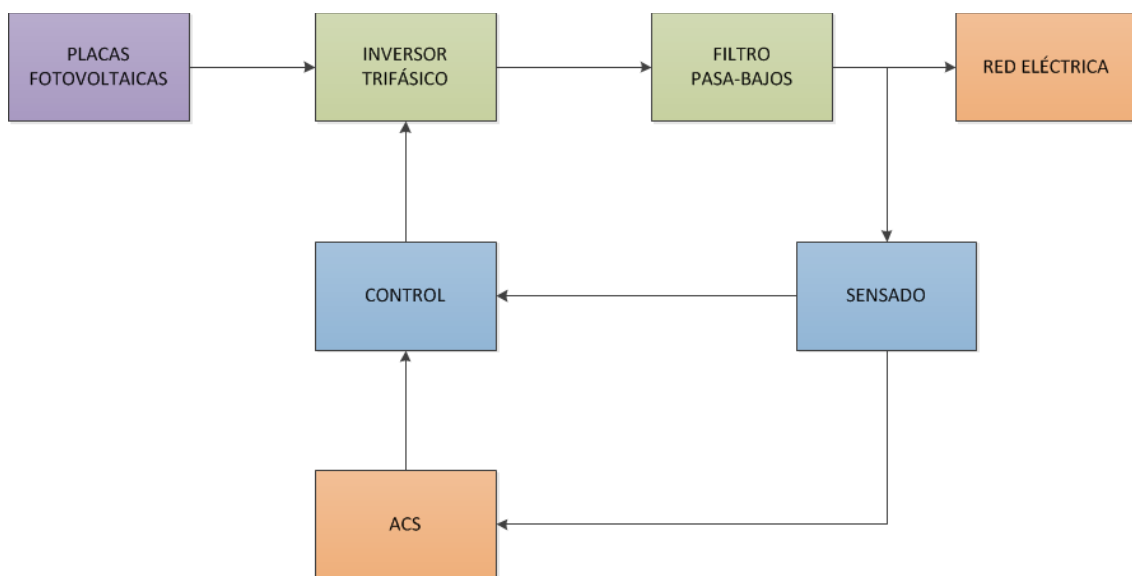 PLACAS
FOTOVOLTAICAS
INVERSOR
TRIFÁSICO
FILTRO
PASA-BAJOS
RED ELÉCTRICA
CONTROL
SENSADO
ACS